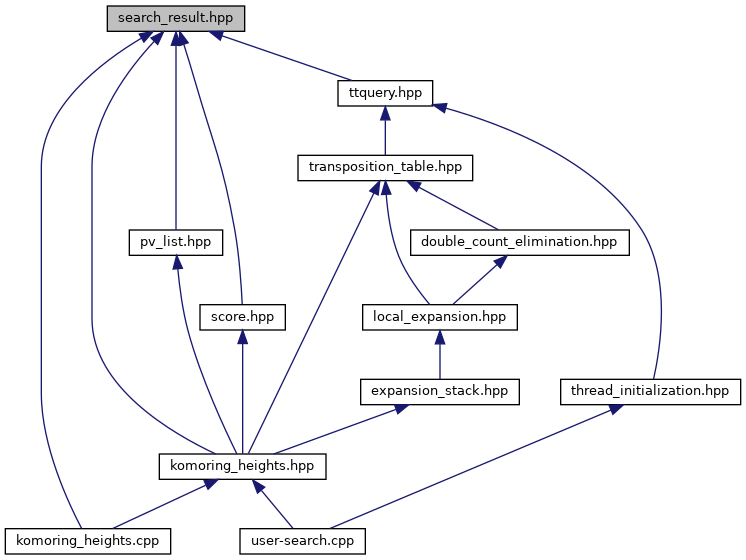 search_result.hpp
ttquery.hpp
transposition_table.hpp
pv_list.hpp
double_count_elimination.hpp
score.hpp
local_expansion.hpp
expansion_stack.hpp
thread_initialization.hpp
komoring_heights.hpp
komoring_heights.cpp
user-search.cpp